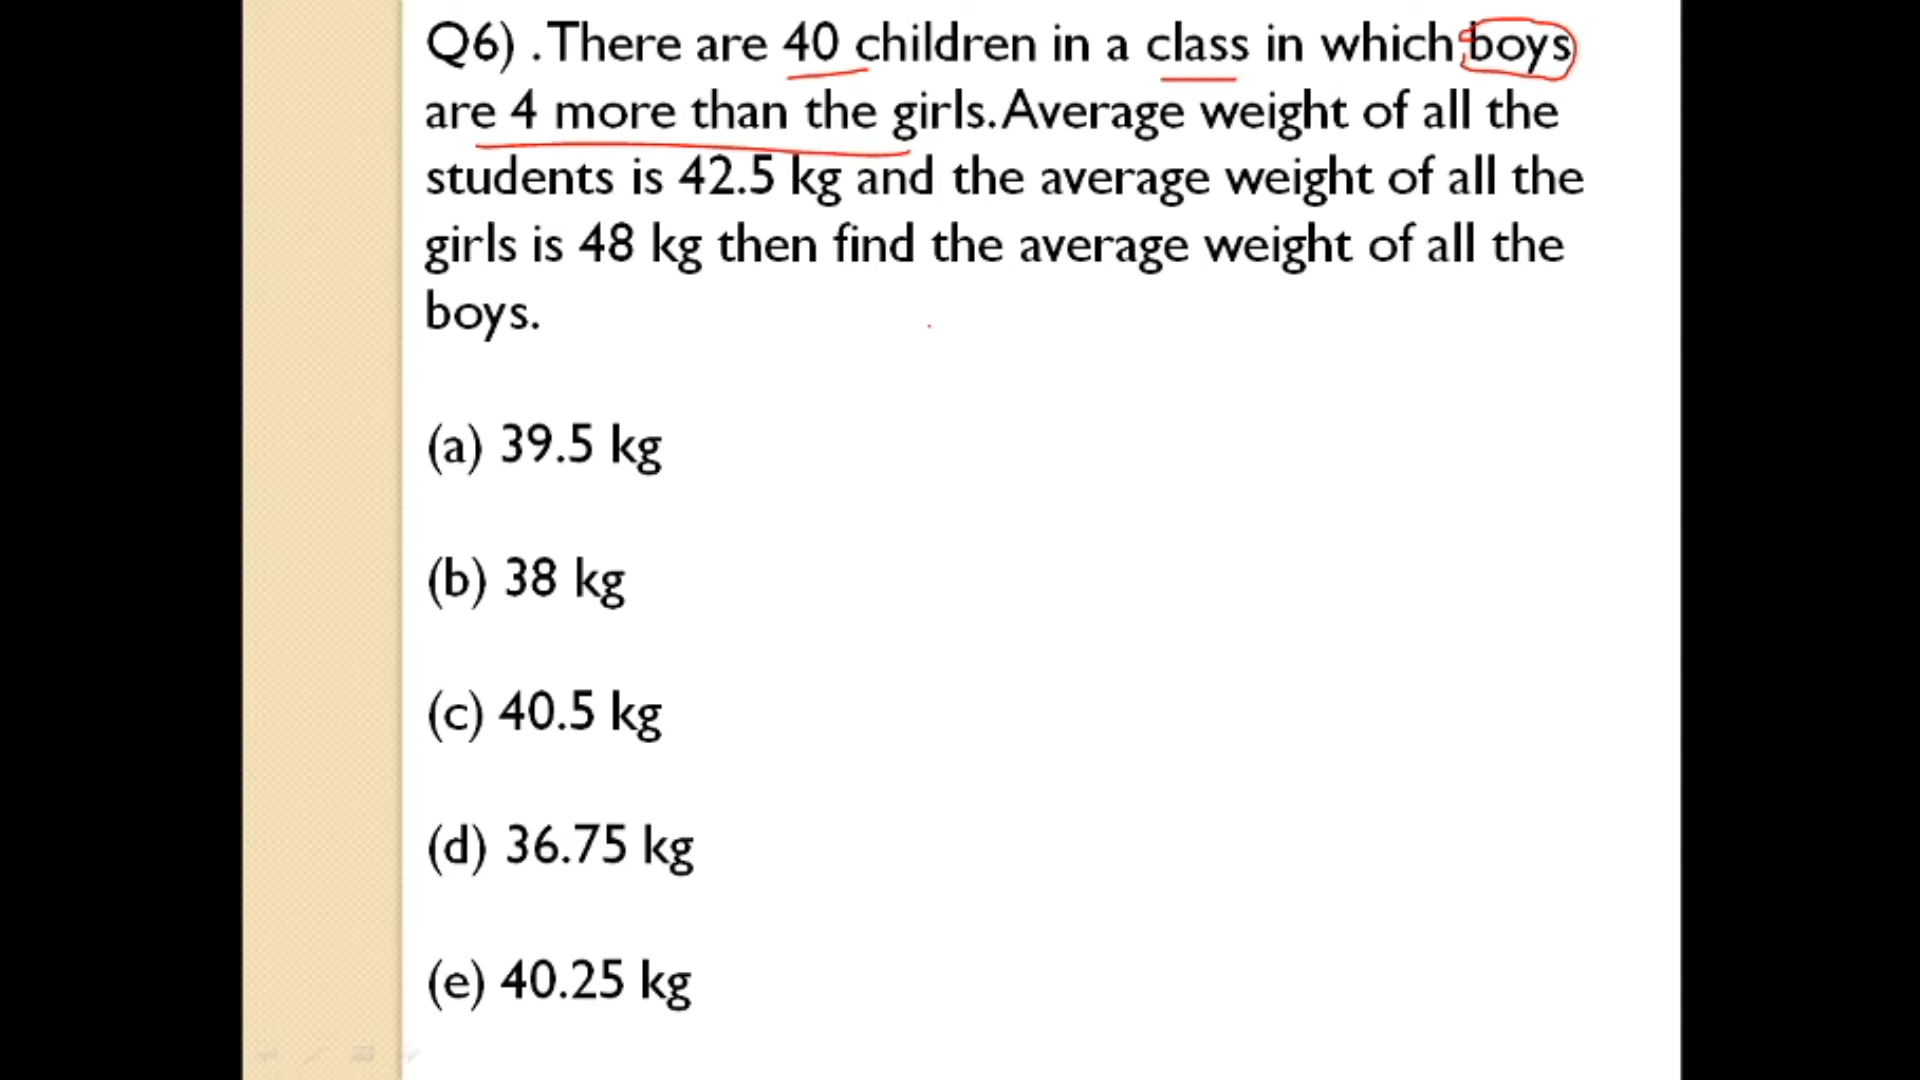 Q6) . There are 40 children in a class in which boys
are 4 more than the girls. Average weight of all the
students is 42.5 kg and the average weight of all the
girls is 48 kg then find the average weight of all the
boys.
(a) 39.5 kg
(b) 38 kg
(c) 40.5 kg
(d) 36.75 kg
(e) 40.25 kg